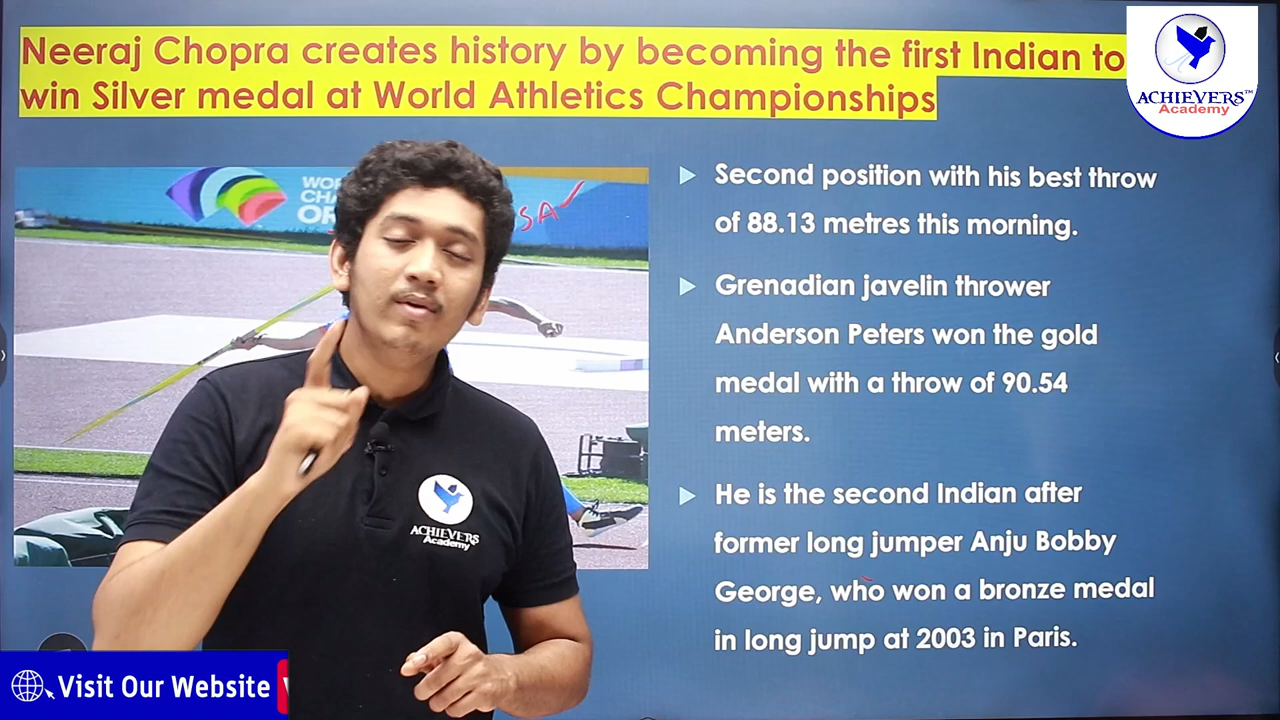 Neeraj Chopra creates history by becoming the first Indian to
win Silver medal at World Athletics Championships
ACHIEVERS™
Academy
SA
Second position with his best throw
of 88.13 metres this morning.
Grenadian javelin thrower
Anderson Peters won the gold
medal with a throw of 90.54
meters.
He is the second Indian after
former long jumper Anju Bobby
George, who won a bronze medal
in long jump at 2003 in Paris.
ACHIEVERS
Academy
Visit Our Website